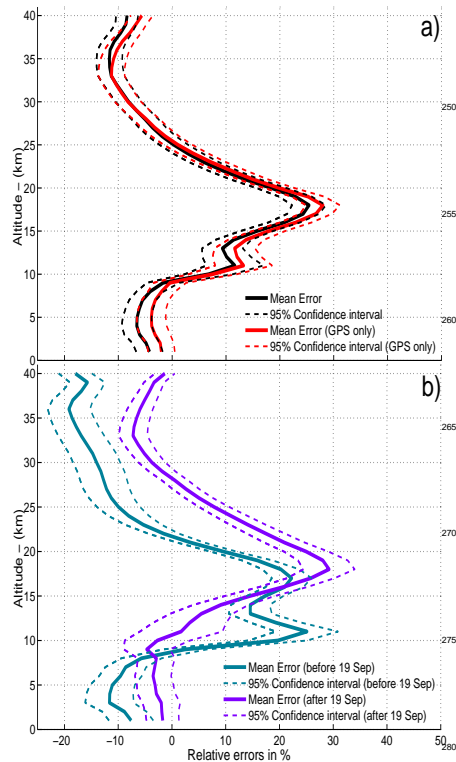 a)
40
35
30
25
20
15
10
5
0
Altitude − (km)
250
255
260
Mean Error
95% Confidence interval
Mean Error (GPS only)
95% Confidence interval (GPS only)
b)
40
35
30
25
20
15
10
5
0
Altitude − (km)
265
270
275
280
Mean Error (before 19 Sep)
95% Confidence interval (before 19 Sep)
Mean Error (after 19 Sep)
95% Confidence interval (after 19 Sep)
−20 −10 0 10 20 30 40 50
Relative errors in %